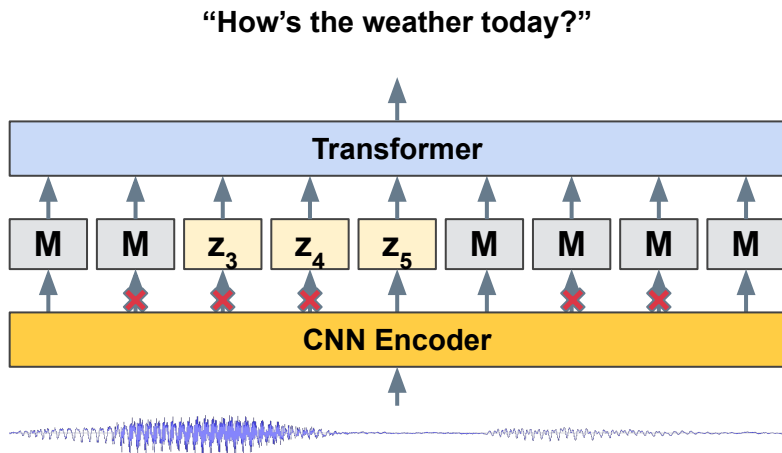 “How’s the weather today?”
Transformer
M M z₃ z₄ z₅ M M M M
CNN Encoder